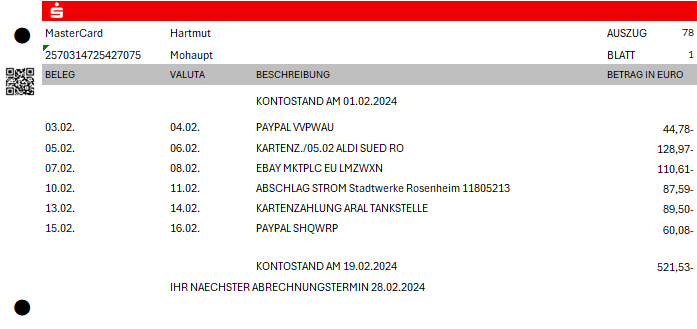 MasterCard Hartmut AUSZUG 78
2570314725427075 Mohaupt BLATT 1
BELEG VALUTA BESCHREIBUNG BETRAG IN EURO
KONTOSTAND AM 01.02.2024
03.02. 04.02. PAYPAL VVPWAU 44,78-
05.02. 06.02. KARTENZ./05.02 ALDI SUED RO 128,97-
07.02. 08.02. EBAY MKTPLC EU LMZWXN 110,61-
10.02. 11.02. ABSCHLAG STROM Stadtwerke Rosenheim 11805213 87,59-
13.02. 14.02. KARTENZAHLUNG ARAL TANKSTELLE 89,50-
15.02. 16.02. PAYPAL SHQWRP 60,08-
KONTOSTAND AM 19.02.2024 521,53-
IHR NAECHSTER ABRECHNUNGSTERMIN 28.02.2024